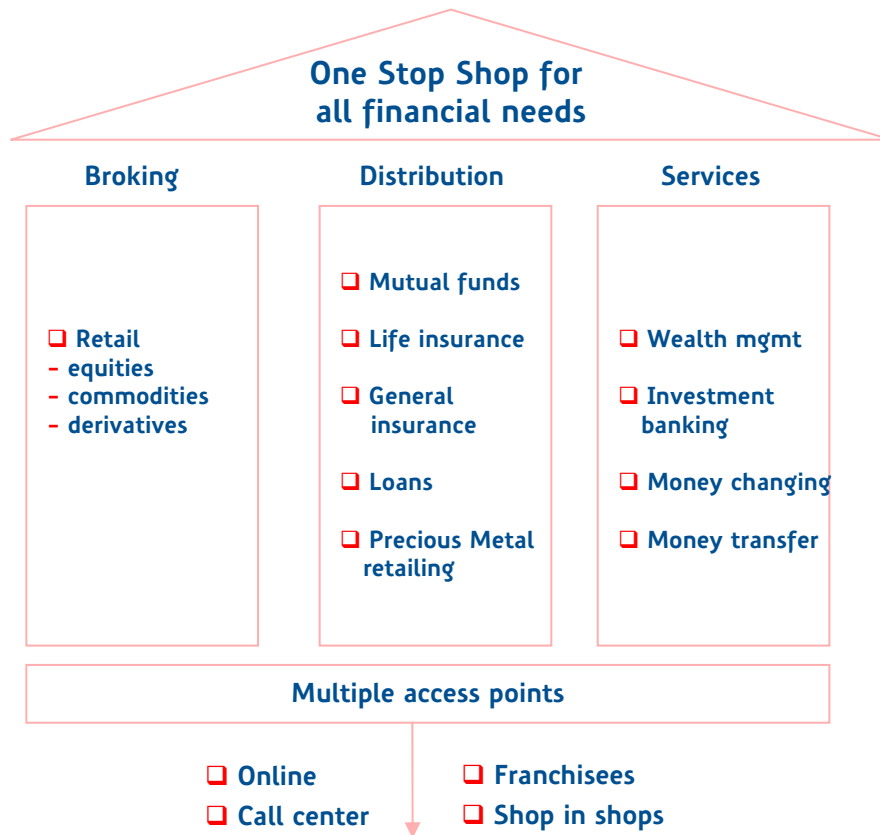 One Stop Shop for
all financial needs
Broking
Distribution
Services
❑ Retail
- equities
- commodities
- derivatives
❑ Mutual funds
❑ Life insurance
❑ General
insurance
❑ Loans
❑ Precious Metal
retailing
❑ Wealth mgmt
❑ Investment
banking
❑ Money changing
❑ Money transfer
Multiple access points
❑ Online
❑ Call center
❑ Franchisees
❑ Shop in shops